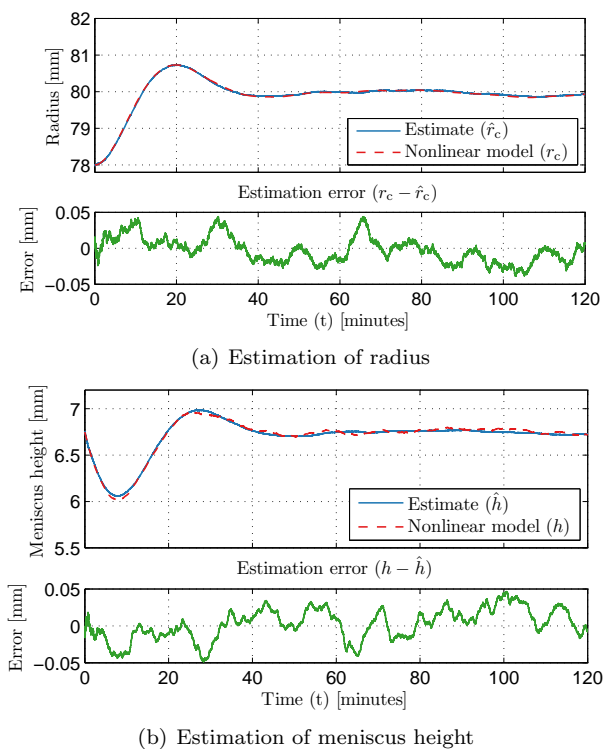 82
81
80
79
78
Radius [mm]
Estimate (r̂c)
Nonlinear model (rc)
Estimation error (rc − r̂c)
0.05
0
−0.05
Error [mm]
0 20 40 60 80 100 120
Time (t) [minutes]
(a) Estimation of radius
7
6.5
6
5.5
Meniscus height [mm]
Estimate (ĥ)
Nonlinear model (h)
Estimation error (h − ĥ)
0.05
0
−0.05
Error [mm]
0 20 40 60 80 100 120
Time (t) [minutes]
(b) Estimation of meniscus height